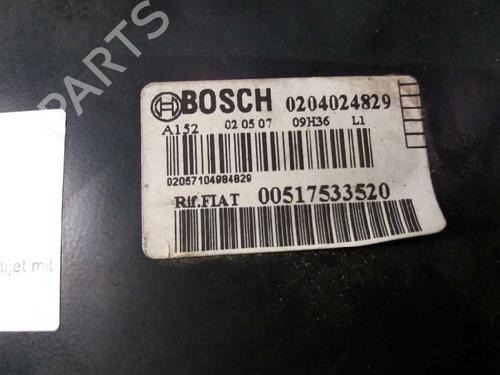 PARTS
BOSCH 0204024829
A152 02 05 07 09H36 L1
02057104984829
Rif.FIAT 00517533520
tijet mit